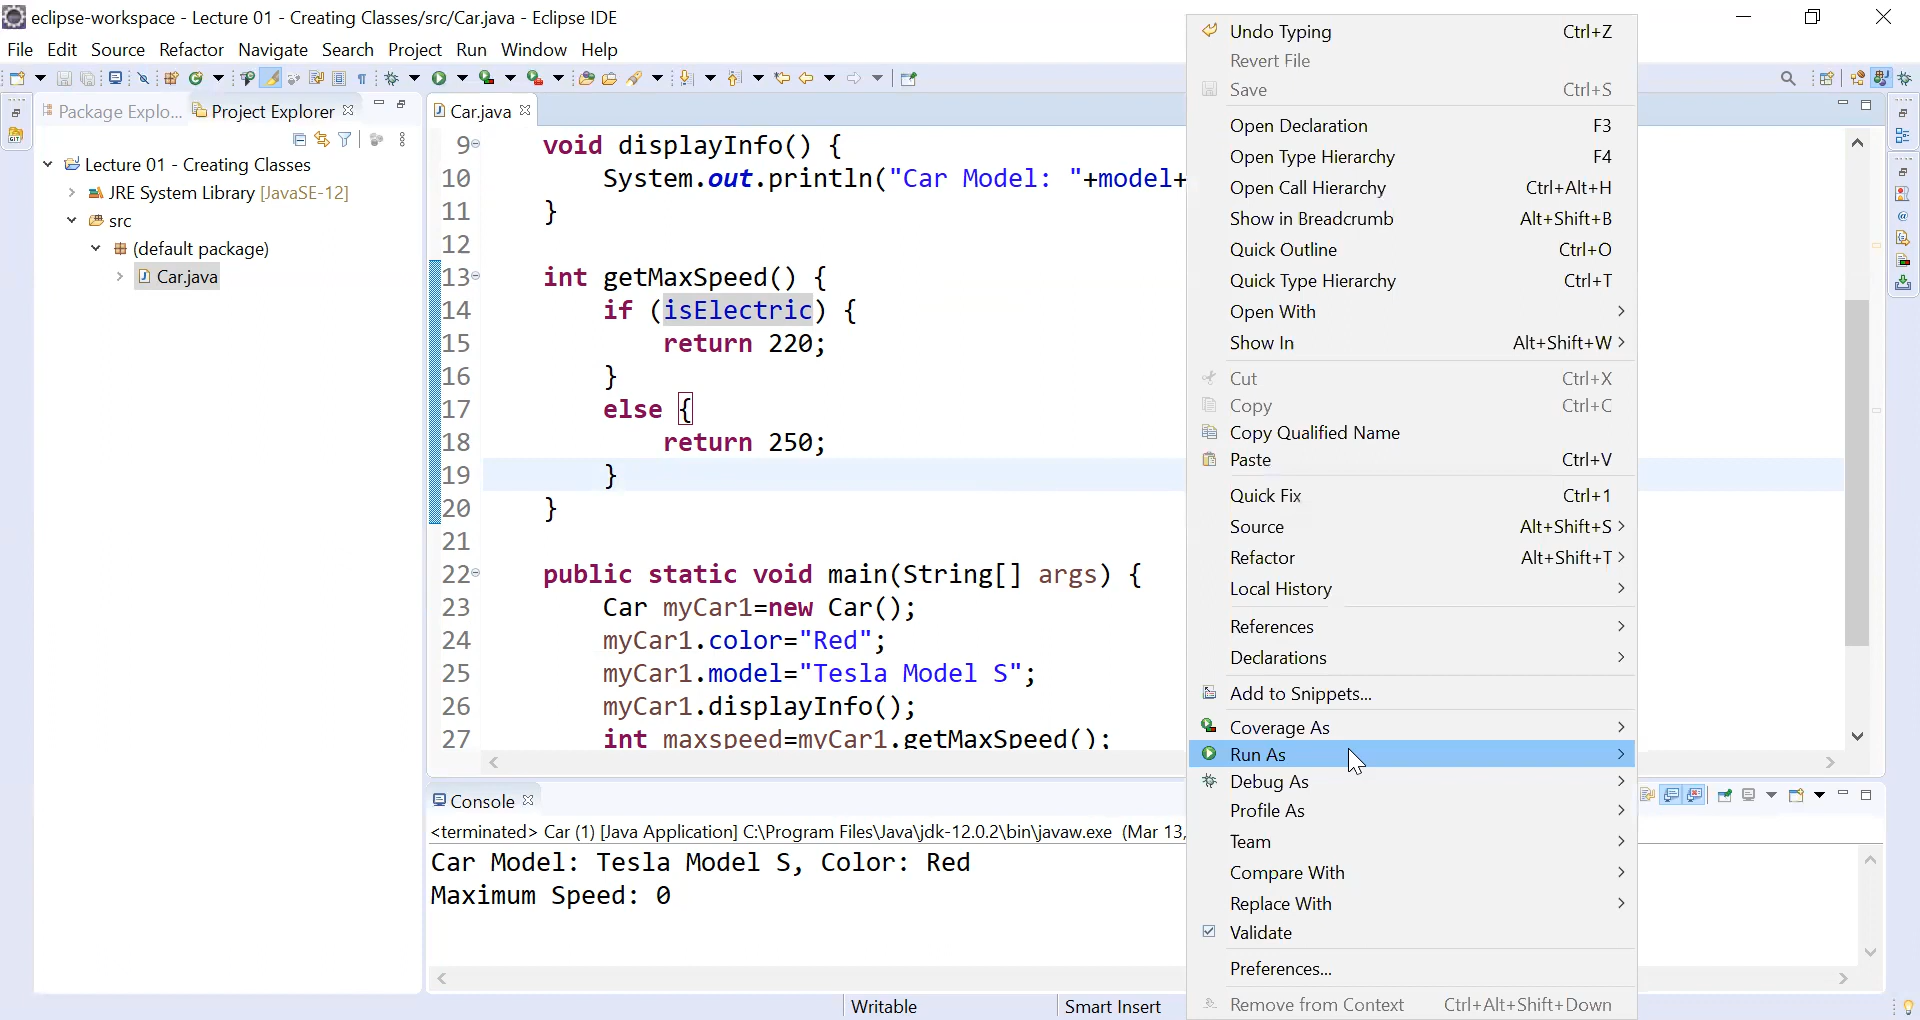 eclipse-workspace - Lecture 01 - Creating Classes/src/Car.java - Eclipse IDE
File Edit Source Refactor Navigate Search Project Run Window Help
Package Explo... Project Explorer
Lecture 01 - Creating Classes
JRE System Library [JavaSE-12]
src
(default package)
Car.java
Car.java
9 void displayInfo() {
10 System.out.println("Car Model: "+model+
11 }
12
13 int getMaxSpeed() {
14 if (isElectric) {
15 return 220;
16 }
17 else {
18 return 250;
19 }
20 }
21
22 public static void main(String[] args) {
23 Car myCar1=new Car();
24 myCar1.color="Red";
25 myCar1.model="Tesla Model S";
26 myCar1.displayInfo();
27 int maxspeed=myCar1.getMaxSpeed();
Console
<terminated> Car (1) [Java Application] C:\Program Files\Java\jdk-12.0.2\bin\javaw.exe (Mar 13,
Car Model: Tesla Model S, Color: Red
Maximum Speed: 0
Writable Smart Insert
Undo Typing Ctrl+Z
Revert File
Save Ctrl+S
Open Declaration F3
Open Type Hierarchy F4
Open Call Hierarchy Ctrl+Alt+H
Show in Breadcrumb Alt+Shift+B
Quick Outline Ctrl+O
Quick Type Hierarchy Ctrl+T
Open With
Show In Alt+Shift+W
Cut Ctrl+X
Copy Ctrl+C
Copy Qualified Name
Paste Ctrl+V
Quick Fix Ctrl+1
Source Alt+Shift+S
Refactor Alt+Shift+T
Local History
References
Declarations
Add to Snippets...
Coverage As
Run As
Debug As
Profile As
Team
Compare With
Replace With
Validate
Preferences...
Remove from Context Ctrl+Alt+Shift+Down